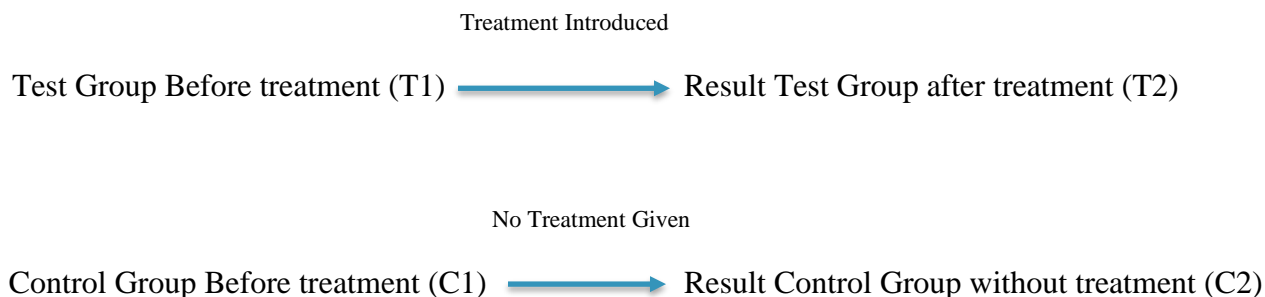 Treatment Introduced
Test Group Before treatment (T1) Result Test Group after treatment (T2)
No Treatment Given
Control Group Before treatment (C1) Result Control Group without treatment (C2)